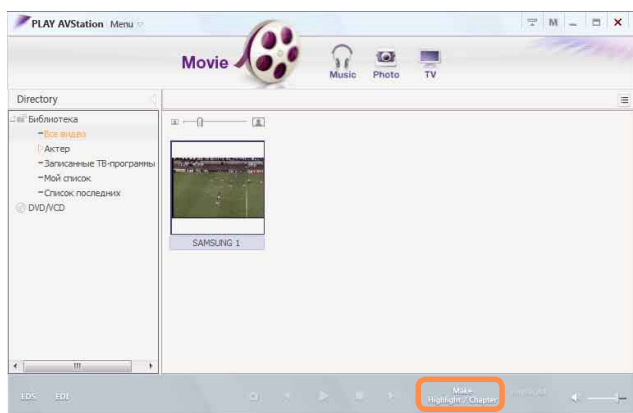 PLAY AVStation Menu
M
Movie
Music
Photo
TV
Directory
Библиотека
Все видео
Актер
Записанные ТВ-программы
Мой список
Список последних
DVD/VCD
SAMSUNG 1
EDS EDI
Make
Highlight / Chapter